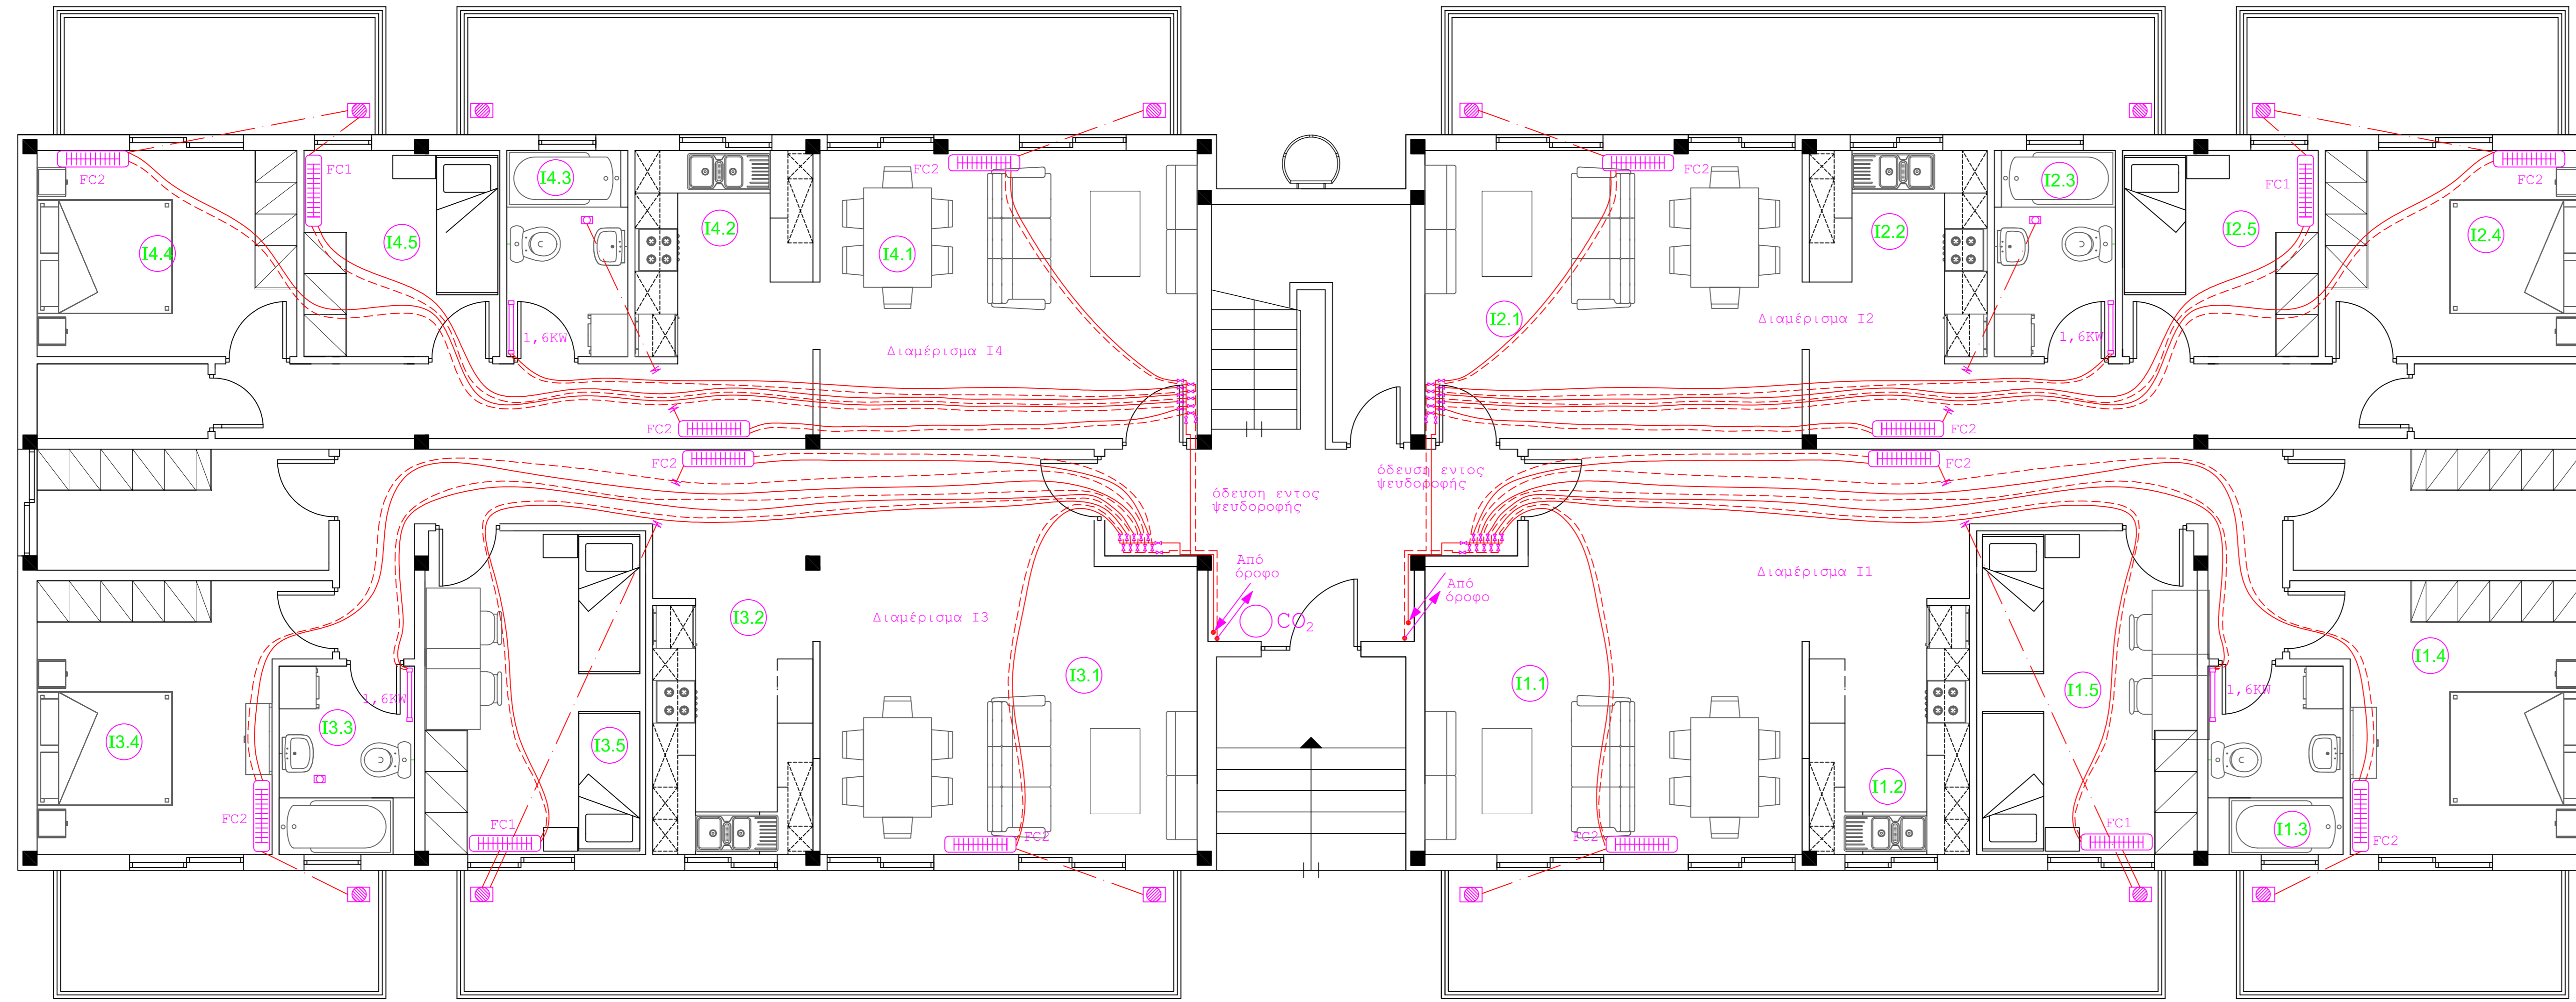 I4.3
I2.3
FC2
FC1
FC2
FC2
FC1
FC2
I4.4
I4.5
I4.2
I4.1
I2.2
I2.5
I2.4
I2.1
Διαμέρισμα I2
1,6KW
Διαμέρισμα I4
1,6KW
FC2
FC2
FC2
FC2
όδευση εντος
ψευδοροφής
όδευση εντος
ψευδοροφής
Από
όροφο
Από
όροφο
CO2
Διαμέρισμα I3
Διαμέρισμα I1
I3.2
I3.1
I1.1
I1.4
1,6KW
I1.5
1,6KW
I3.4
I3.3
I3.5
I1.2
FC2
FC1
FC2
FC2
FC1
I1.3
FC2